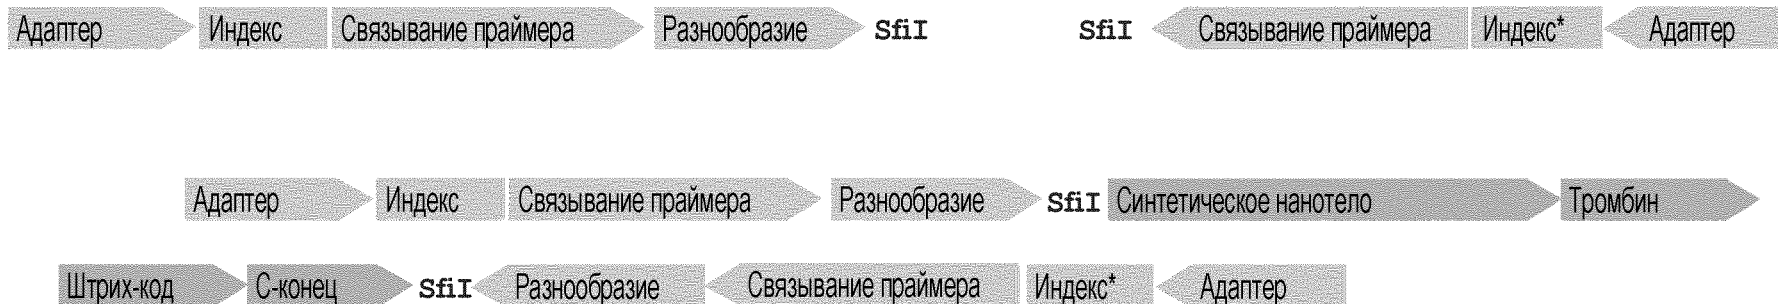 Адаптер Индекс Связывание праймера Разнообразие SfiI SfiI Связывание праймера Индекс* Адаптер
Адаптер Индекс Связывание праймера Разнообразие SfiI Синтетическое нанотело Тромбин
Штрих-код С-конец SfiI Разнообразие Связывание праймера Индекс* Адаптер